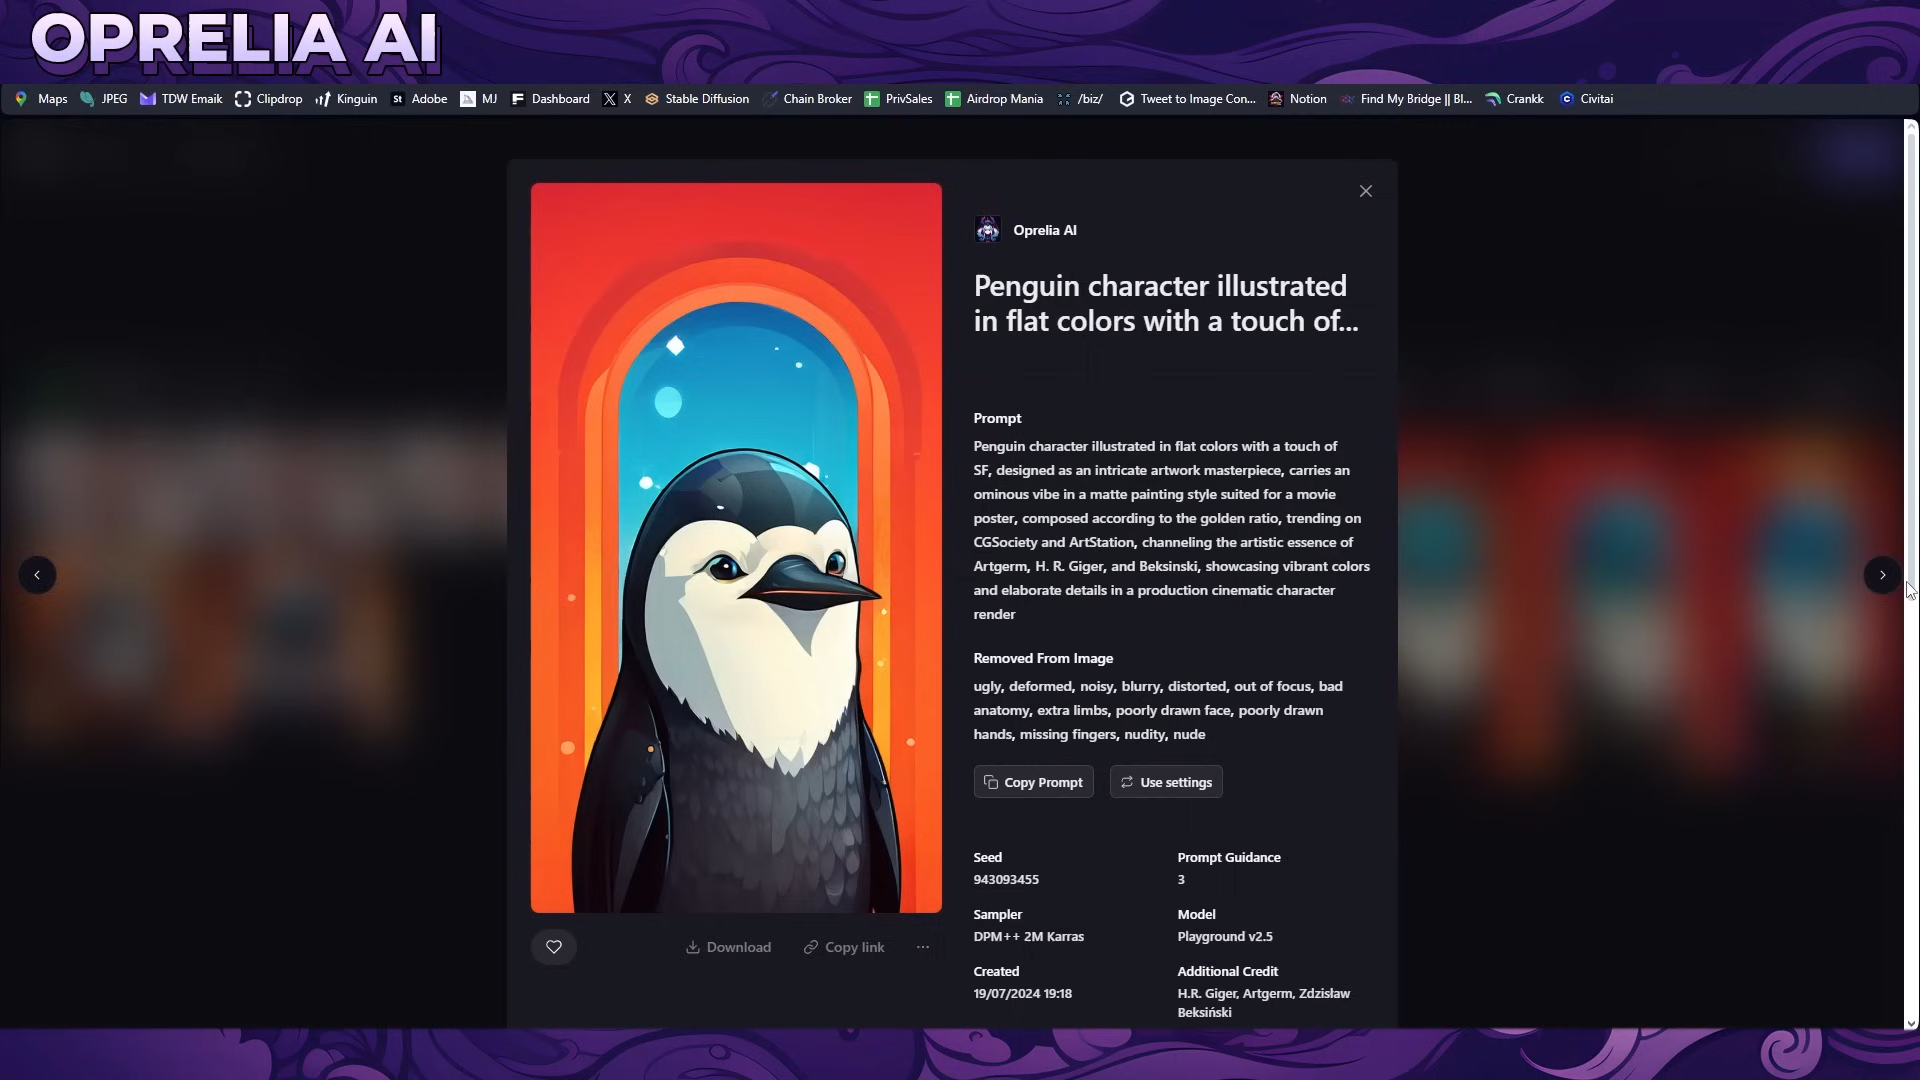 OPRELIA AI
Maps JPEG TDW Emaik Clipdrop Kinguin St Adobe MJ Dashboard X Stable Diffusion Chain Broker PrivSales Airdrop Mania /biz/ Tweet to Image Con... Notion Find My Bridge || Bl... Crankk Civitai
Oprelia AI
Penguin character illustrated
in flat colors with a touch of...
Prompt
Penguin character illustrated in flat colors with a touch of
SF, designed as an intricate artwork masterpiece, carries an
ominous vibe in a matte painting style suited for a movie
poster, composed according to the golden ratio, trending on
CGSociety and ArtStation, channeling the artistic essence of
Artgerm, H. R. Giger, and Beksinski, showcasing vibrant colors
and elaborate details in a production cinematic character
render
Removed From Image
ugly, deformed, noisy, blurry, distorted, out of focus, bad
anatomy, extra limbs, poorly drawn face, poorly drawn
hands, missing fingers, nudity, nude
Copy Prompt Use settings
Seed Prompt Guidance
943093455 3
Sampler Model
DPM++ 2M Karras Playground v2.5
Download Copy link
Created Additional Credit
19/07/2024 19:18 H.R. Giger, Artgerm, Zdzisław
Beksiński